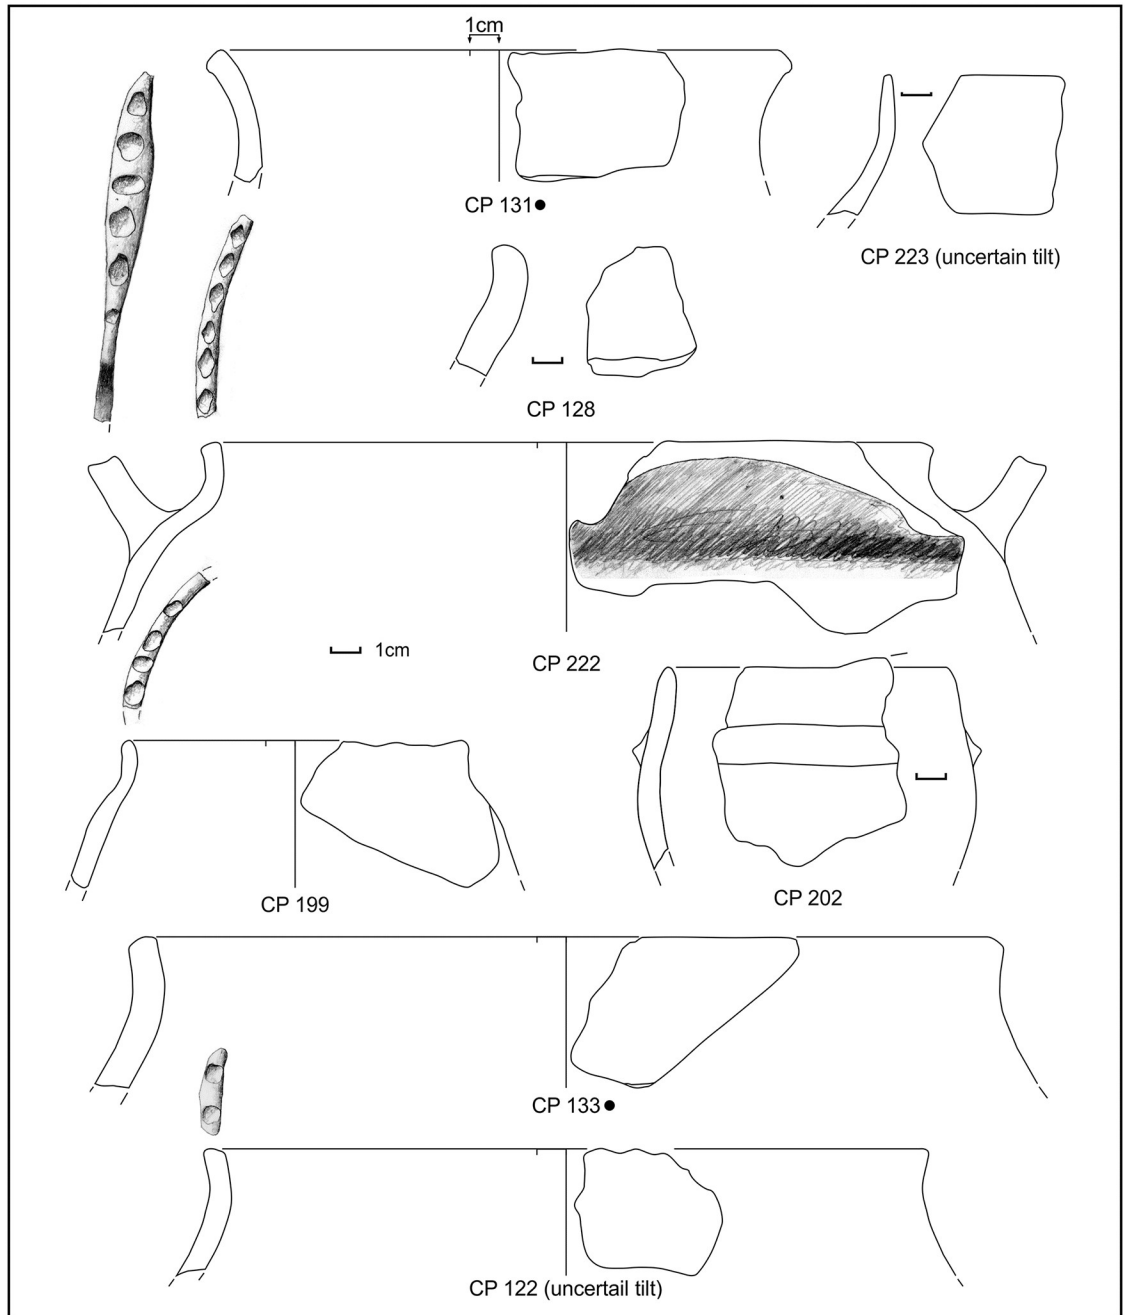 1cm
CP 131●
CP 223 (uncertain tilt)
CP 128
CP 222
1cm
CP 199
CP 202
CP 133●
CP 122 (uncertail tilt)